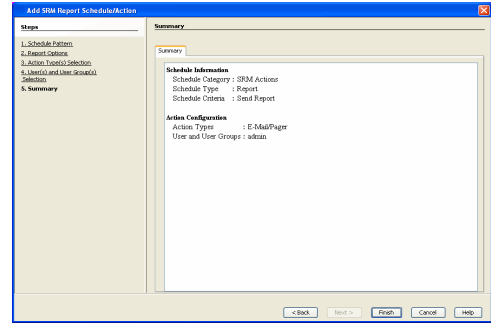 Add SRM Report Schedule/Action
Steps
1. Schedule Pattern
2. Report Options
3. Action Type(s) Selection
4. User(s) and User Group(s)
Selection
5. Summary
Summary
Summary
Schedule Information
Schedule Category : SRM Actions
Schedule Type : Report
Schedule Criteria : Send Report
Action Configuration
Action Types : E-Mail/Pager
User and User Groups : admin
< Back
Next >
Finish
Cancel
Help